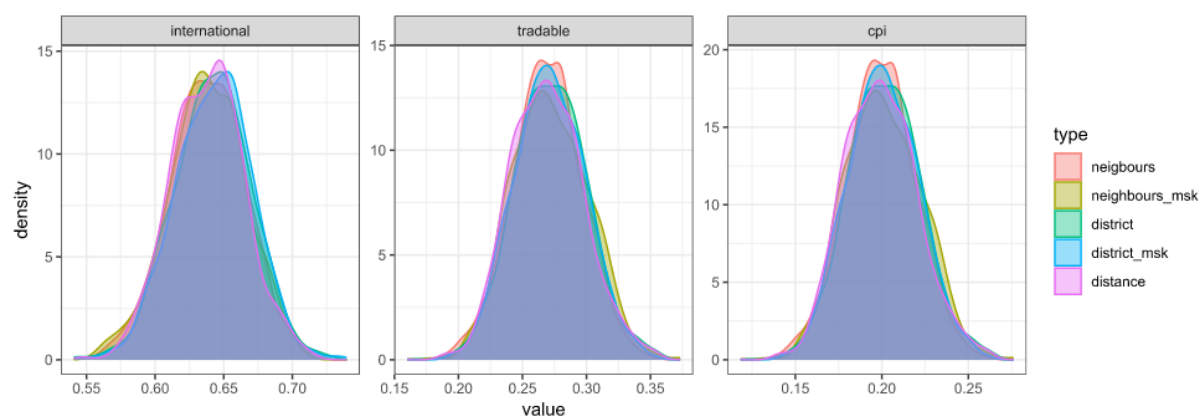 international
tradable
cpi
15
10
5
0
0.55
0.60
0.65
0.70
15
10
5
0
0.15
0.20
0.25
0.30
0.35
20
15
10
5
0
0.15
0.20
0.25
density
value
type
neigbours
neighbours_msk
district
district_msk
distance